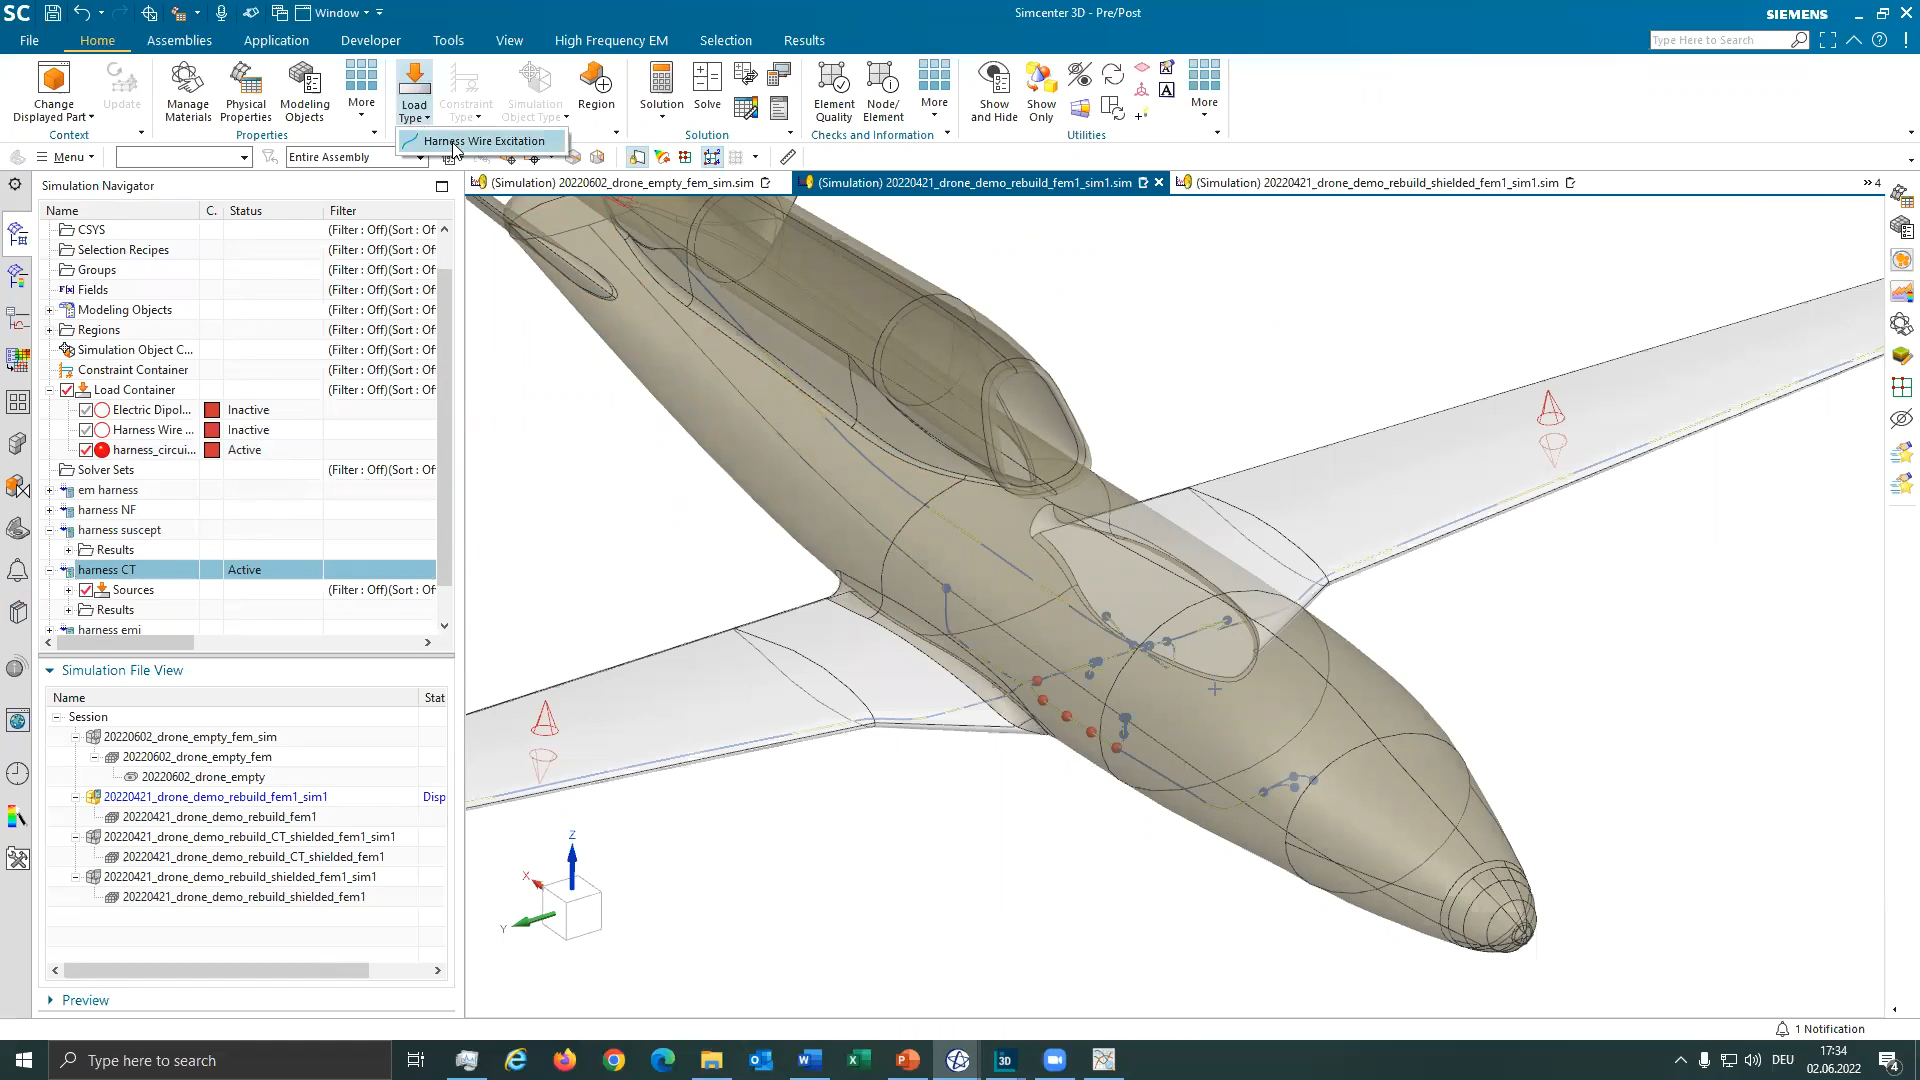 SC Window Simcenter 3D - Pre/Post SIEMENS
File Home Assemblies Application Developer Tools View High Frequency EM Selection Results Type Here to Search
Change Displayed Part Update Manage Materials Physical Properties Modeling Objects More Load Type Constraint Type Simulation Object Type Region Solution Solve Element Quality Node/ Element More Show and Hide Show Only More
Context Properties Solution Checks and Information Utilities
Harness Wire Excitation
Menu Entire Assembly
Simulation Navigator
(Simulation) 20220602_drone_empty_fem_sim.sim (Simulation) 20220421_drone_demo_rebuild_fem1_sim1.sim (Simulation) 20220421_drone_demo_rebuild_shielded_fem1_sim1.sim 4
Name C. Status Filter
CSYS (Filter : Off)(Sort : Of
Selection Recipes (Filter : Off)(Sort : Of
Groups (Filter : Off)(Sort : Of
Fields (Filter : Off)(Sort : Of
Modeling Objects (Filter : Off)(Sort : Of
Regions (Filter : Off)(Sort : Of
Simulation Object C... (Filter : Off)(Sort : Of
Constraint Container (Filter : Off)(Sort : Of
Load Container (Filter : Off)(Sort : Of
Electric Dipol... Inactive
Harness Wire ... Inactive
harness_circui... Active
Solver Sets (Filter : Off)(Sort : Of
em harness
harness NF
harness suscept
Results
harness CT Active
Sources (Filter : Off)(Sort : Of
Results
harness emi
Simulation File View
Name Stat
Session
20220602_drone_empty_fem_sim
20220602_drone_empty_fem
20220602_drone_empty
20220421_drone_demo_rebuild_fem1_sim1 Disp
20220421_drone_demo_rebuild_fem1
20220421_drone_demo_rebuild_CT_shielded_fem1_sim1
20220421_drone_demo_rebuild_CT_shielded_fem1
20220421_drone_demo_rebuild_shielded_fem1_sim1
20220421_drone_demo_rebuild_shielded_fem1
Preview
Z
X
Y
1 Notification
Type here to search
DEU
17:34
02.06.2022
4